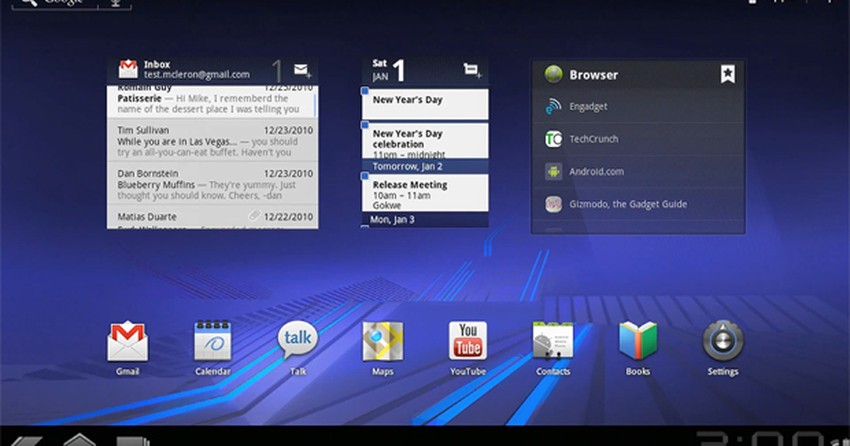 Google
Inbox
test.mcleron@gmail.com
1
Romain Guy 12/23/2010
Patisserie — Hi Mike, I rememberd the
name of the dessert place I was telling you
Tim Sullivan 12/23/2010
While you are in Las Vegas... — you should
try an all-you-can-eat buffet. Haven't you
Dan Bornstein 12/23/2010
Blueberry Muffins — They're yummy. Just
thought you should know. Cheers, -dan
Matias Duarte 12/22/2010
Sat
JAN 1
New Year's Day
New Year's Day
celebration
11pm – midnight
Tomorrow, Jan 2
Release Meeting
10am – 11am
Gokwe
Mon, Jan 3
Browser
Engadget
TechCrunch
Android.com
Gizmodo, the Gadget Guide
talk
You
Tube
Gmail
Calendar
Talk
Maps
YouTube
Contacts
Books
Settings
3:00